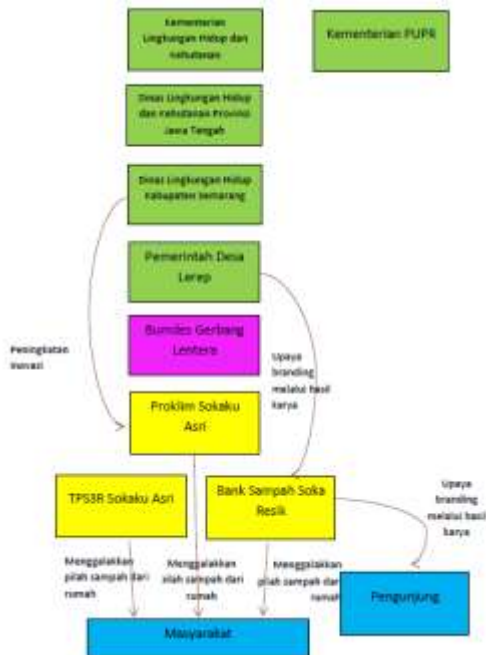 Kementerian
Lingkungan Hidup dan
Kehutanan
Kementerian PUPR
Dinas Lingkungan Hidup
dan Kehutanan Provinsi
Jawa Tengah
Dinas Lingkungan Hidup
Kabupaten Semarang
Pemerintah Desa
Lerep
Bumdes Gerbang
Lentera
Peningkatan
Inovasi
Upaya
branding
melalui hasil
karya
Proklim Sokaku
Asri
TPS3R Sokaku Asri
Bank Sampah Soka
Resik
Upaya
branding
melalui hasil
karya
Menggalakkan
pilah sampah dari
rumah
Menggalakkan
pilah sampah dari
rumah
Menggalakkan
pilah sampah dari
rumah
Pengunjung
Masyarakat